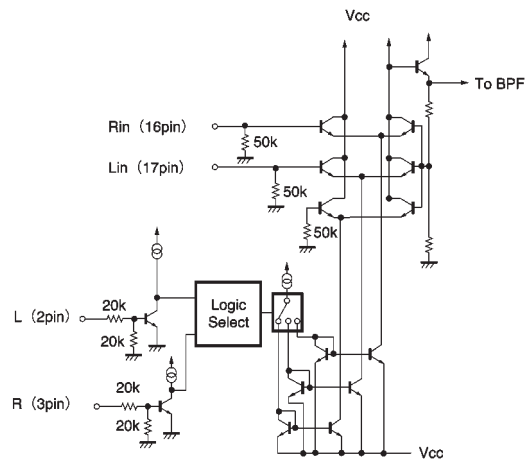 Vcc
To BPF
Rin (16pin)
50k
Lin (17pin)
50k
50k
L (2pin)
20k
20k
Logic
Select
R (3pin)
20k
20k
Vcc